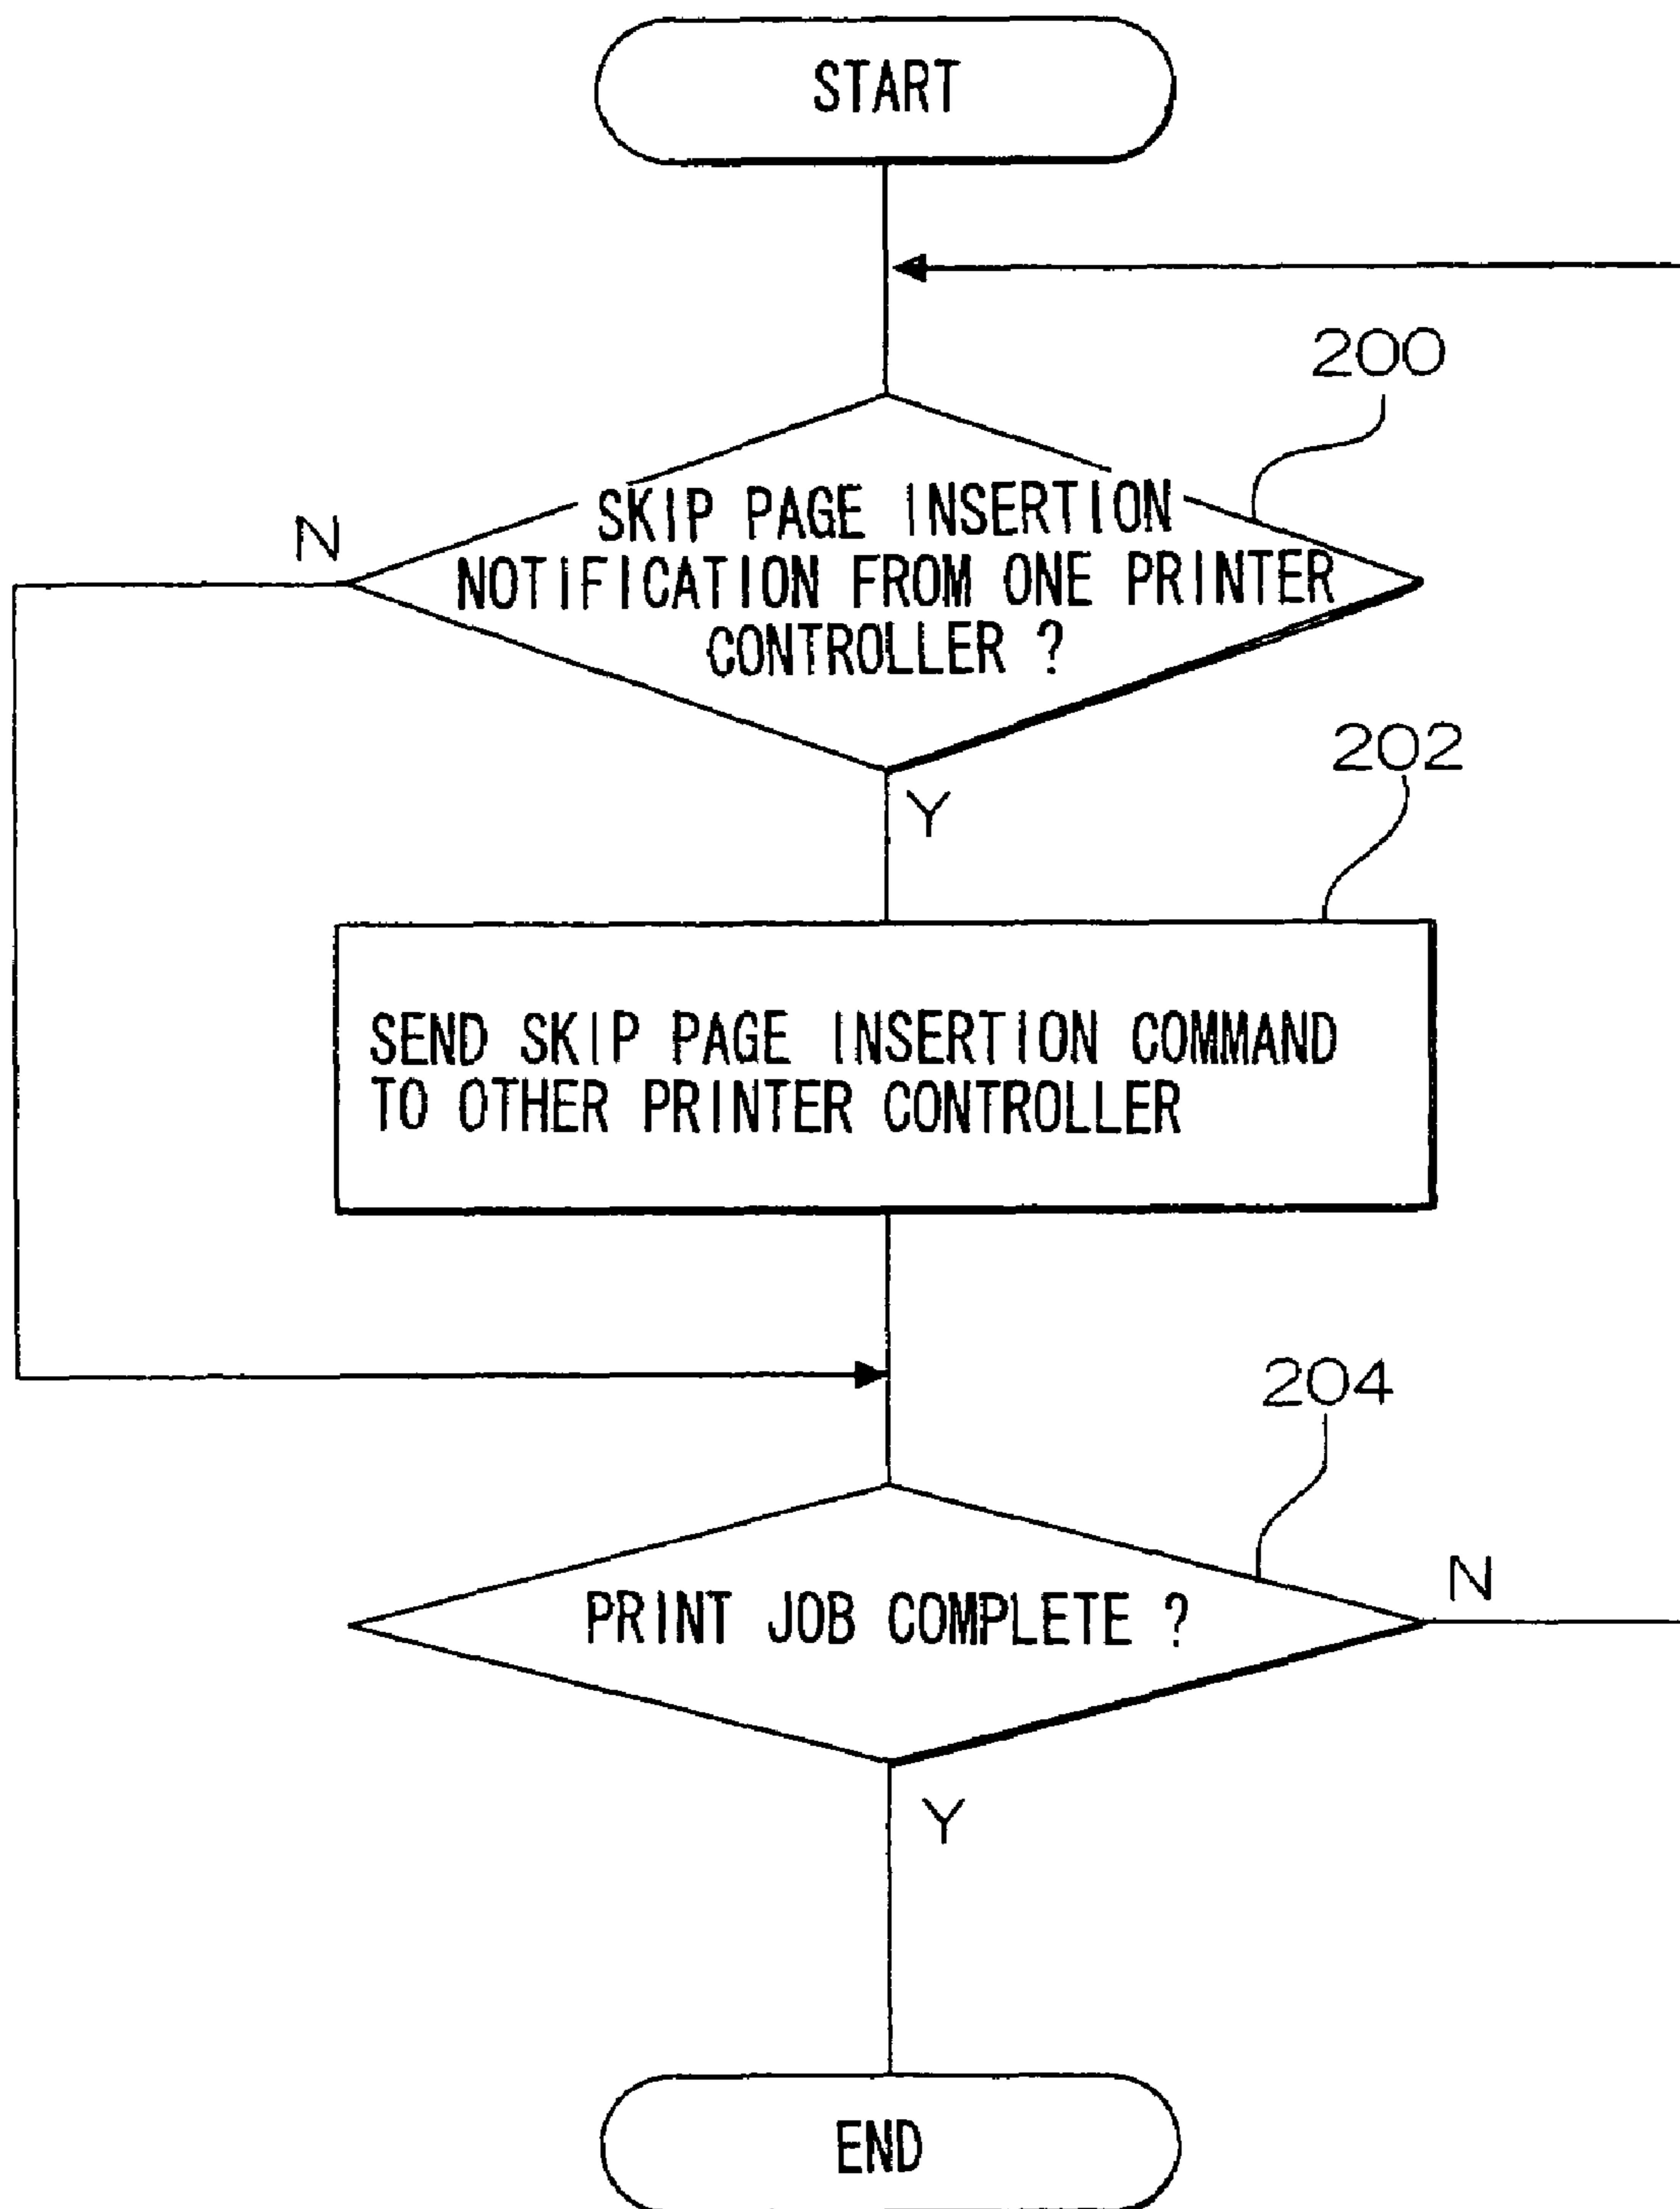 START
200
SKIP PAGE INSERTION
NOTIFICATION FROM ONE PRINTER
CONTROLLER ?
N
Y
202
SEND SKIP PAGE INSERTION COMMAND
TO OTHER PRINTER CONTROLLER
204
PRINT JOB COMPLETE ?
N
Y
END